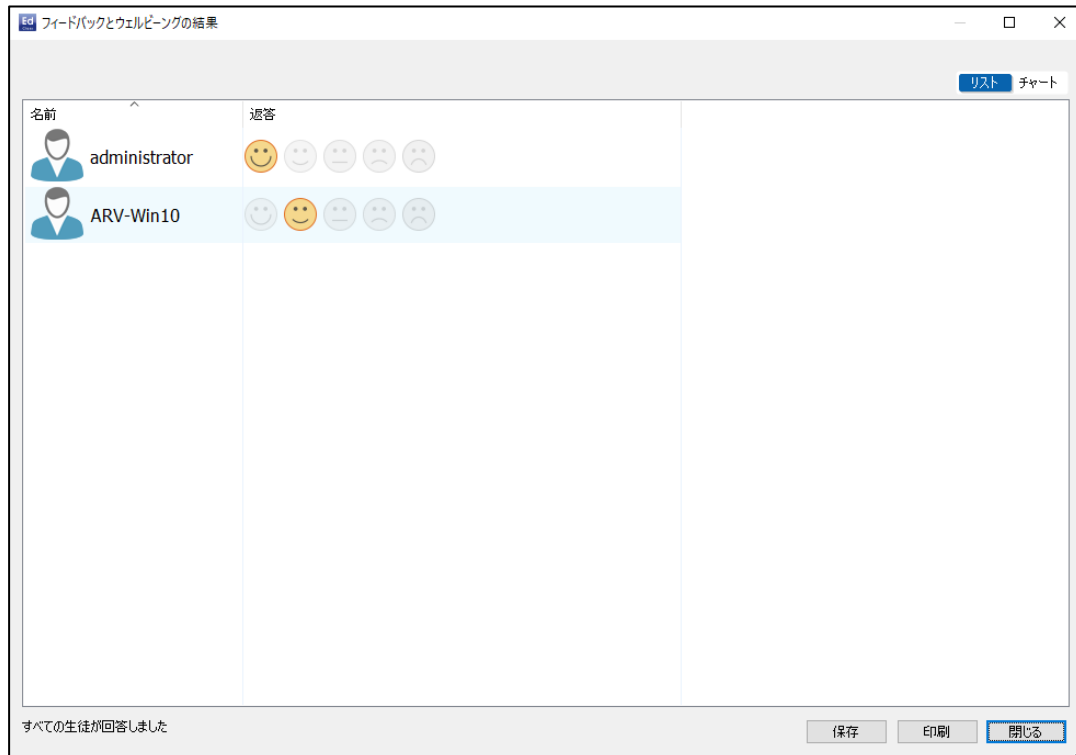 Ed フィードバックとウェルビーングの結果
リスト チャート
名前 返答
administrator
ARV-Win10
すべての生徒が回答しました
保存 印刷 閉じる